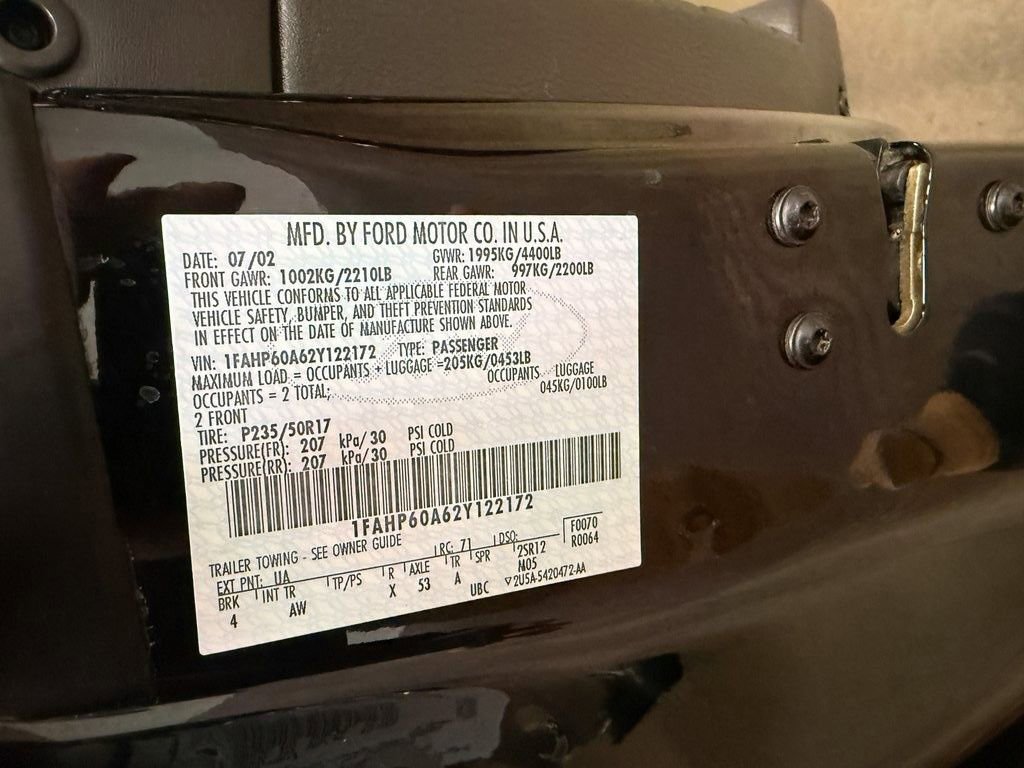 MFD. BY FORD MOTOR CO. IN U.S.A.
DATE: 07/02 GVWR: 1995KG/4400LB
FRONT GAWR: 1002KG/2210LB REAR GAWR: 997KG/2200LB
THIS VEHICLE CONFORMS TO ALL APPLICABLE FEDERAL MOTOR
VEHICLE SAFETY, BUMPER, AND THEFT PREVENTION STANDARDS
IN EFFECT ON THE DATE OF MANUFACTURE SHOWN ABOVE.
VIN: 1FAHP60A62Y122172 TYPE: PASSENGER
MAXIMUM LOAD = OCCUPANTS + LUGGAGE =205KG/0453LB
OCCUPANTS = 2 TOTAL; OCCUPANTS LUGGAGE
2 FRONT 045KG/0100LB
TIRE: P235/50R17
PRESSURE(FR): 207 kPa/30 PSI COLD
PRESSURE(RR): 207 kPa/30 PSI COLD
1FAHP60A62Y122172
TRAILER TOWING - SEE OWNER GUIDE F0070
EXT PNT: UA RC: 71 DSO: R0064
BRK INT TR TP/PS R AXLE TR SPR 2SR12
4 AW X 53 A M05
UBC ▽2U5A-5420472-AA